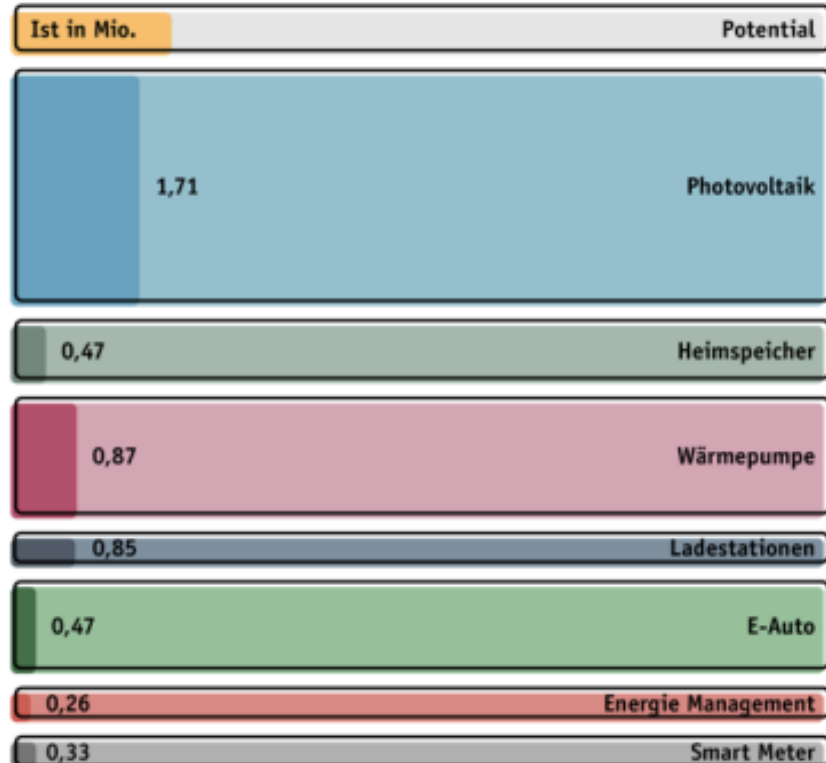 Ist in Mio. Potential
1,71 Photovoltaik
0,47 Heimspeicher
0,87 Wärmepumpe
0,85 Ladestationen
0,47 E-Auto
0,26 Energie Management
0,33 Smart Meter